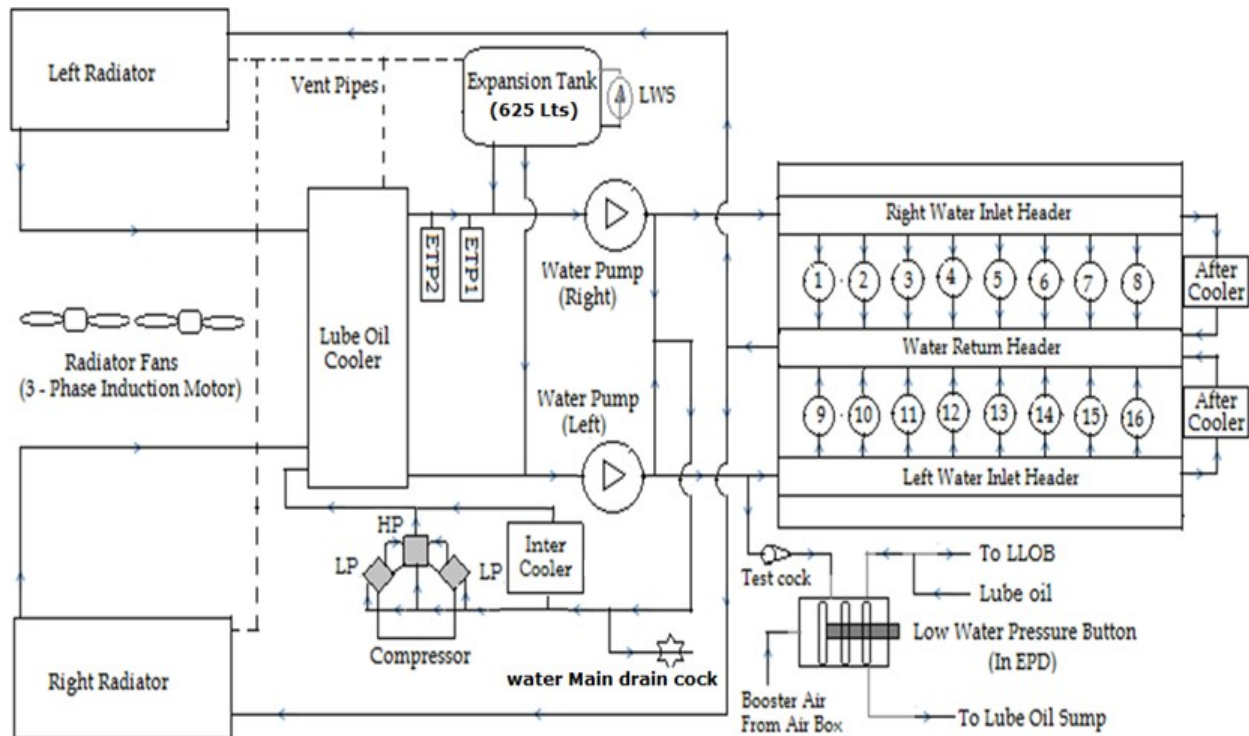 Left Radiator
Vent Pipes
Expansion Tank
(625 Lts)
LWS
Right Water Inlet Header
ETP2
ETP1
Water Pump
(Right)
1
2
3
4
5
6
7
8
After
Cooler
Lube Oil
Cooler
Radiator Fans
(3 - Phase Induction Motor)
Water Return Header
Water Pump
(Left)
9
10
11
12
13
14
15
16
After
Cooler
Left Water Inlet Header
HP
LP
LP
Inter
Cooler
Compressor
water Main drain cock
Test cock
To LLOB
Lube oil
Low Water Pressure Button
(In EPD)
Booster Air
From Air Box
To Lube Oil Sump
Right Radiator